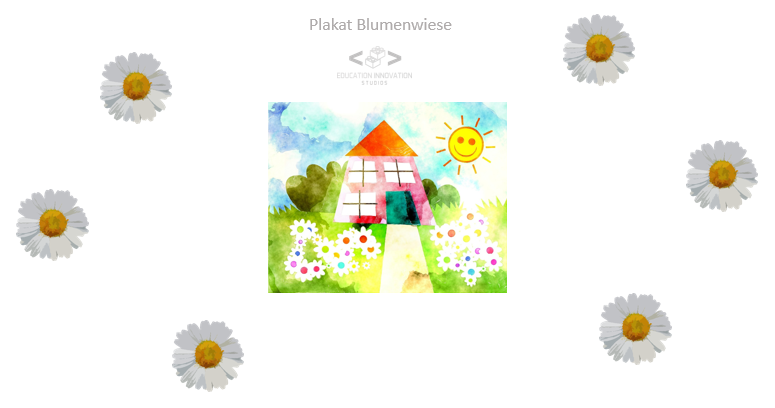 Plakat Blumenwiese
EDUCATION INNOVATION
STUDIOS